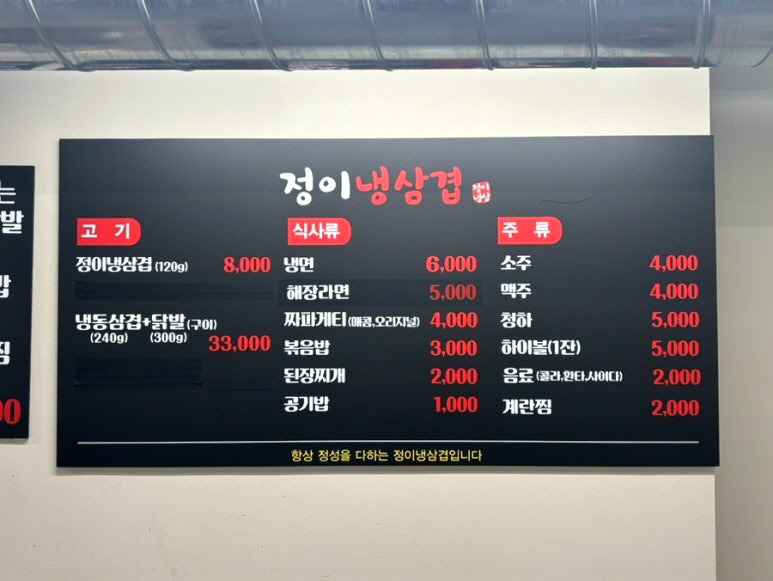 정이냉삼겹 정이냉삼
고 기
정이냉삼겹 (120g) 8,000
냉동삼겹+닭발(구이)
(240g) (300g)
33,000
식사류
냉면 6,000
해장라면 5,000
짜파게티 (매콤,오리지널) 4,000
볶음밥 3,000
된장찌개 2,000
공기밥 1,000
주 류
소주 4,000
맥주 4,000
청하 5,000
하이볼(1잔) 5,000
음료 (콜라,환타,사이다) 2,000
계란찜 2,000
항상 정성을 다하는 정이냉삼겹입니다